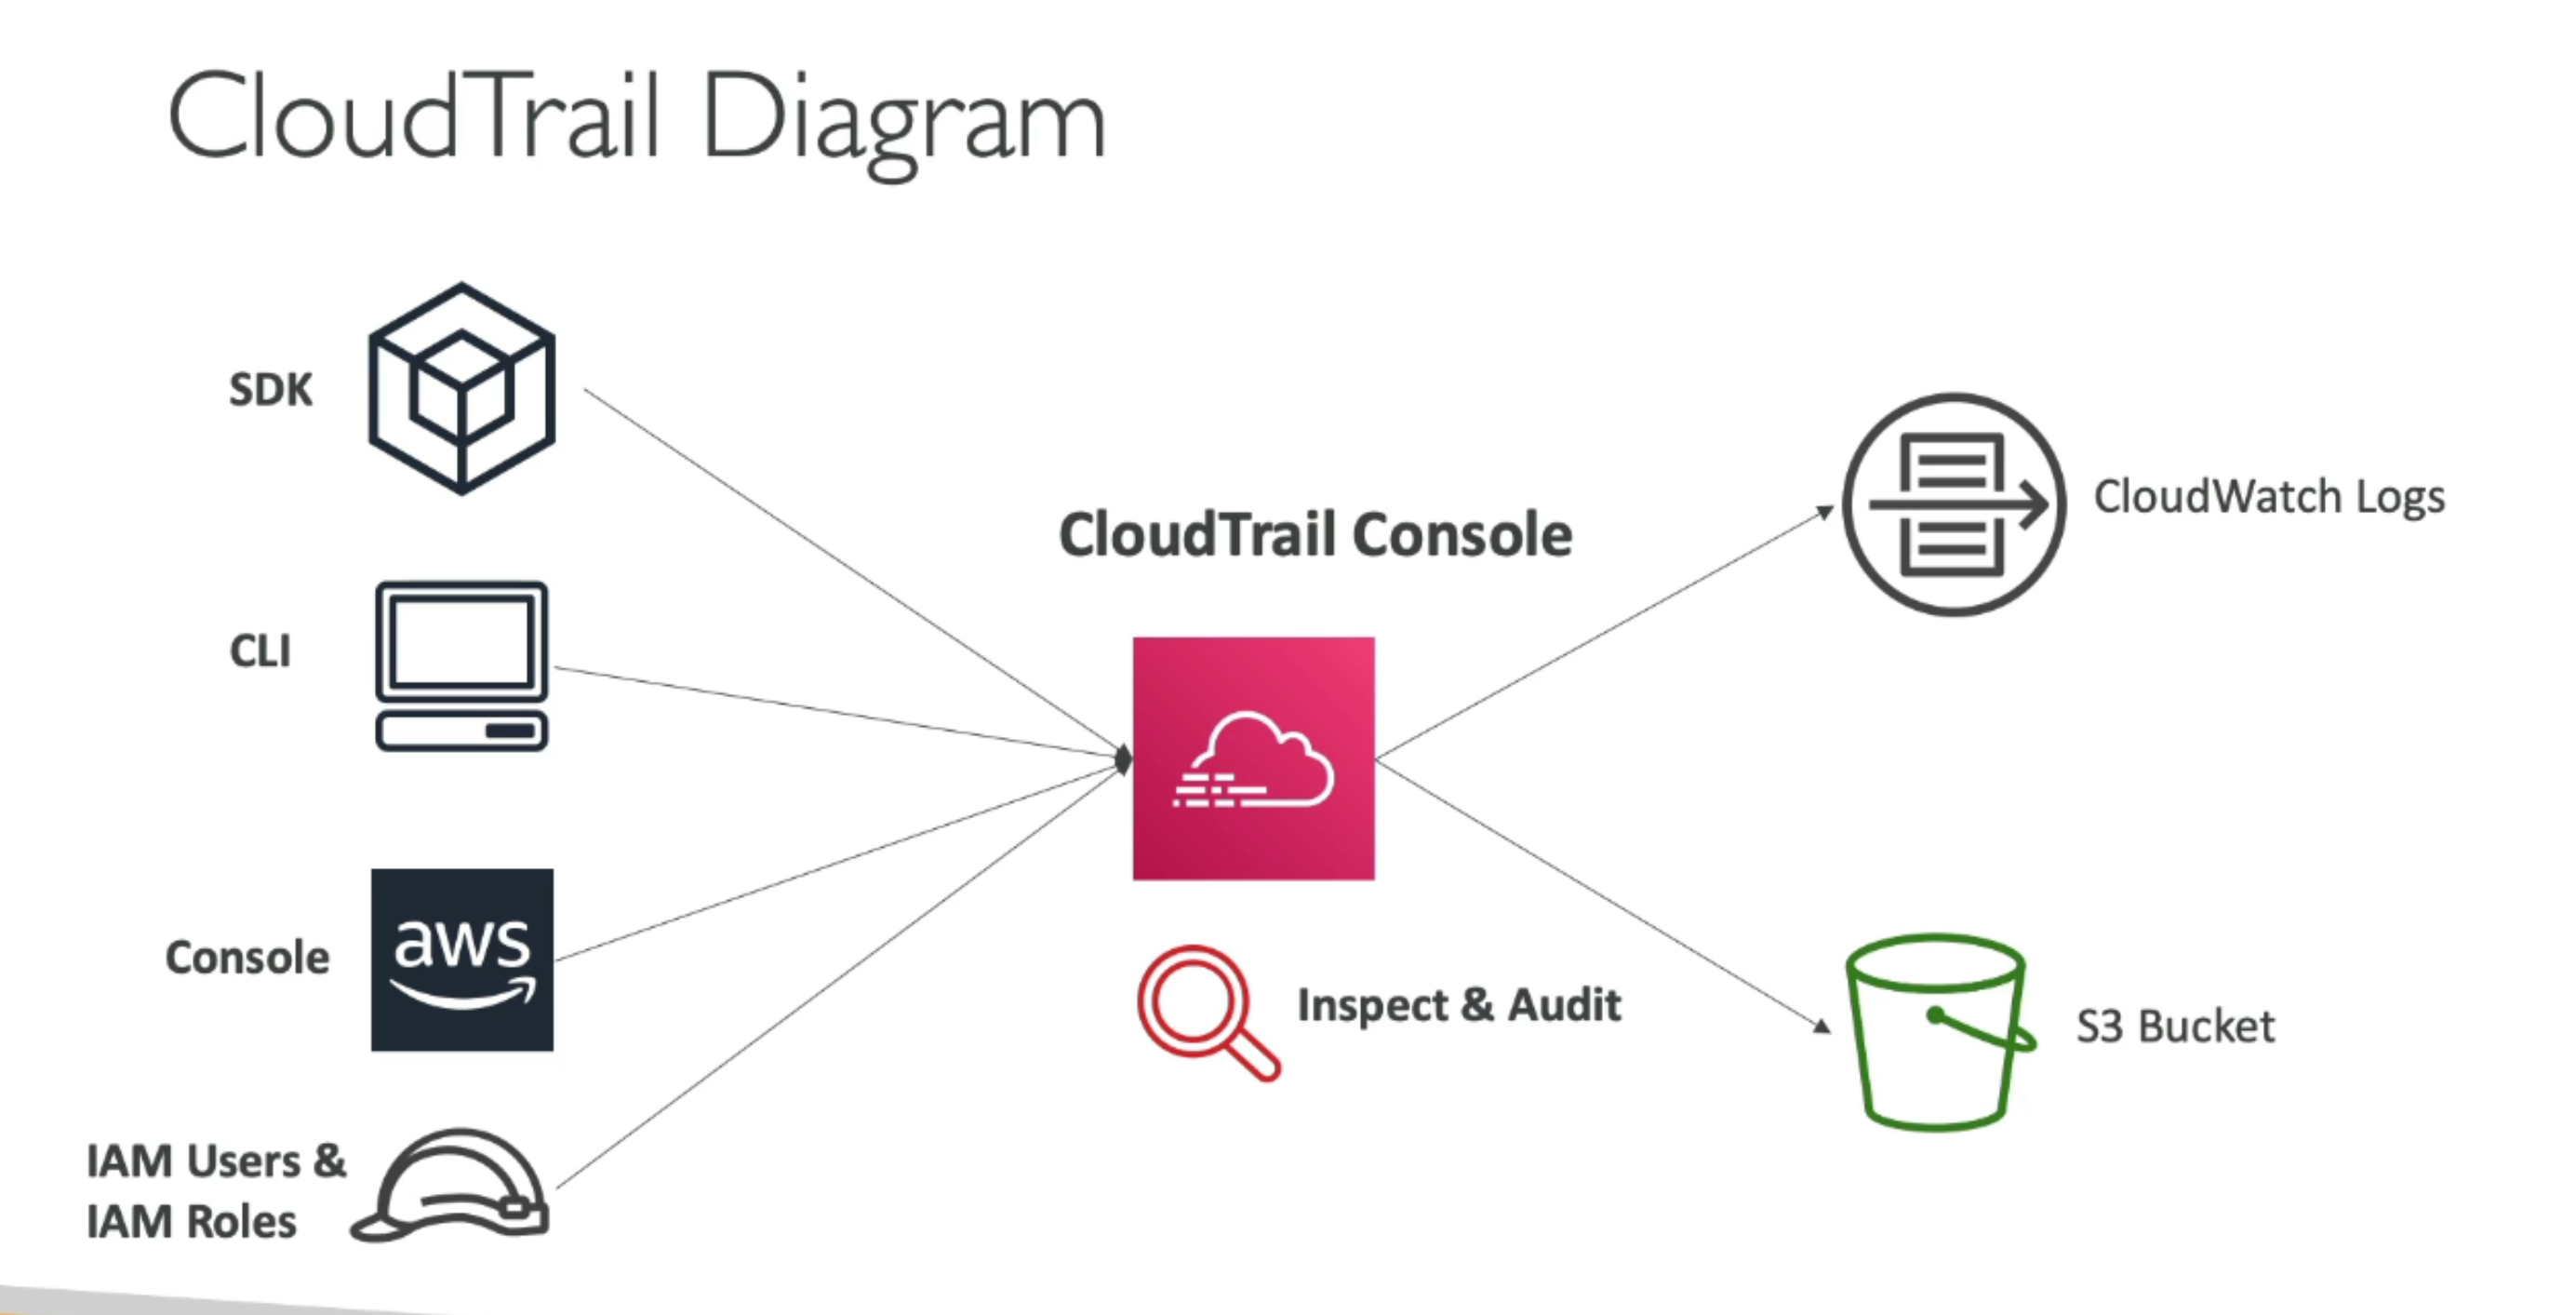 CloudTrail Diagram
SDK
CLI
Console
aws
IAM Users &
IAM Roles
CloudTrail Console
Inspect & Audit
CloudWatch Logs
S3 Bucket